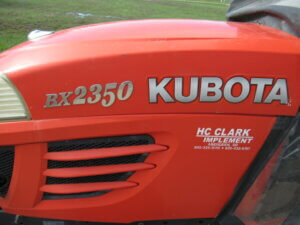 BX2350 KUBOTA
HC CLARK
IMPLEMENT